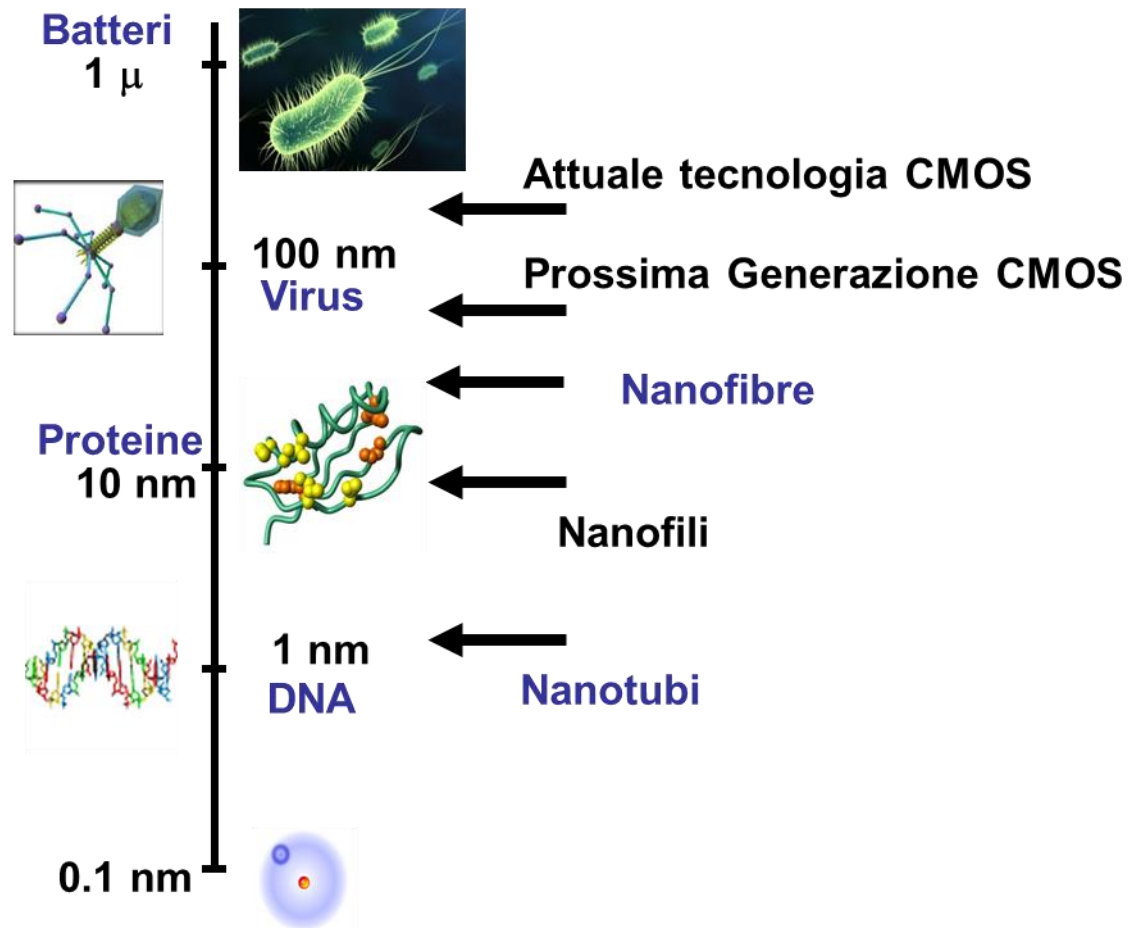 Batteri
1 μ
Attuale tecnologia CMOS
100 nm
Virus
Prossima Generazione CMOS
Nanofibre
Proteine
10 nm
Nanofili
1 nm
DNA
Nanotubi
0.1 nm